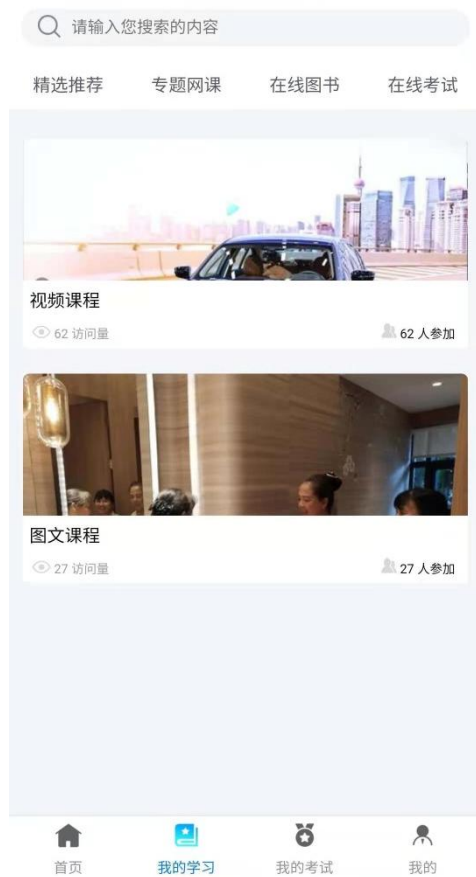 请输入您搜索的内容
精选推荐 专题网课 在线图书 在线考试
视频课程
62 访问量 62 人参加
图文课程
27 访问量 27 人参加
首页 我的学习 我的考试 我的